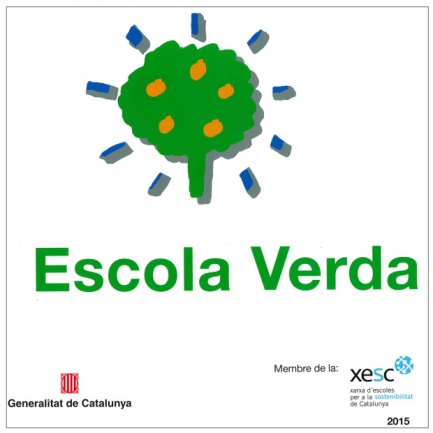 Escola Verda
Membre de la:
xesc
xarxa d'escoles
per a la sostenibilitat
de Catalunya
Generalitat de Catalunya
2015